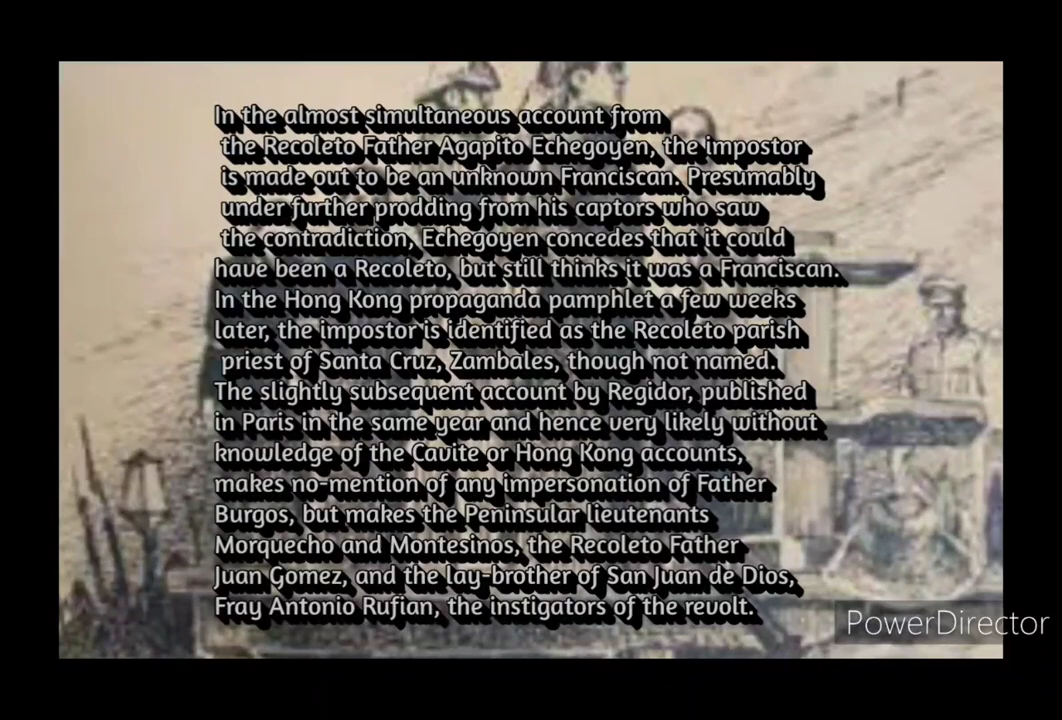 In the almost simultaneous account from
the Recoleto Father Agapito Echegoyen, the impostor
is made out to be an unknown Franciscan. Presumably
under further prodding from his captors who saw
the contradiction, Echegoyen concedes that it could
have been a Recoleto, but still thinks it was a Franciscan.
In the Hong Kong propaganda pamphlet a few weeks
later, the impostor is identified as the Recoleto parish
priest of Santa Cruz, Zambales, though not named.
The slightly subsequent account by Regidor, published
in Paris in the same year and hence very likely without
knowledge of the Cavite or Hong Kong accounts,
makes no-mention of any impersonation of Father
Burgos, but makes the Peninsular lieutenants
Morquecho and Montesinos, the Recoleto Father
Juan Gomez, and the lay-brother of San Juan de Dios,
Fray Antonio Rufian, the instigators of the revolt.
PowerDirector